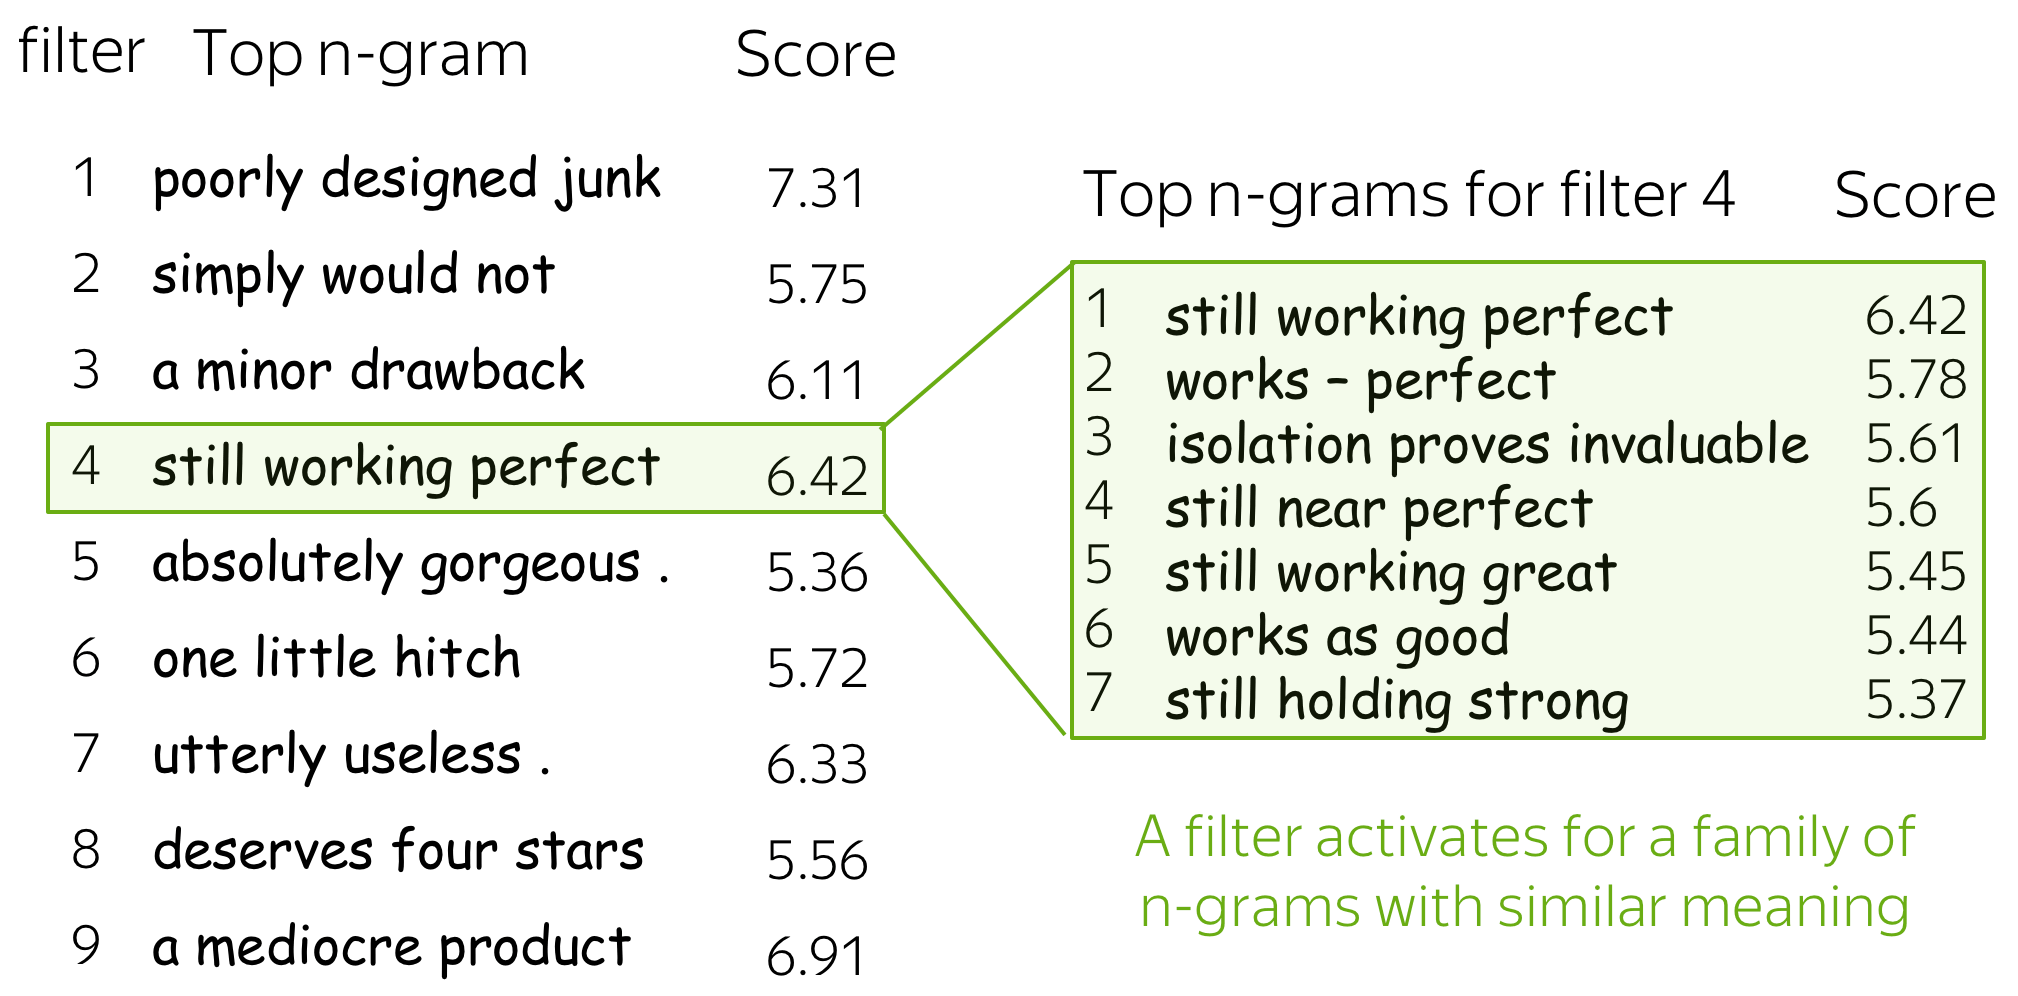 filter Top n-gram Score
1 poorly designed junk 7.31
2 simply would not 5.75
3 a minor drawback 6.11
4 still working perfect 6.42
5 absolutely gorgeous . 5.36
6 one little hitch 5.72
7 utterly useless . 6.33
8 deserves four stars 5.56
9 a mediocre product 6.91
Top n-grams for filter 4 Score
1 still working perfect 6.42
2 works – perfect 5.78
3 isolation proves invaluable 5.61
4 still near perfect 5.6
5 still working great 5.45
6 works as good 5.44
7 still holding strong 5.37
A filter activates for a family of
n-grams with similar meaning